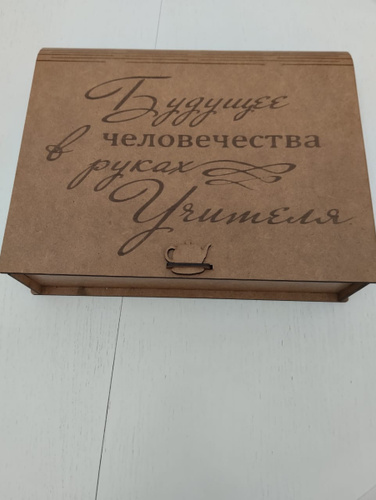 Будущее
в человечества
руках
Учителя